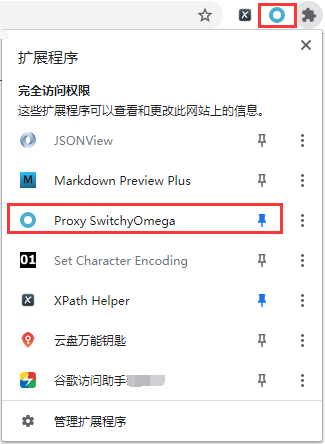 扩展程序
完全访问权限
这些扩展程序可以查看和更改此网站上的信息。
JSONView
Markdown Preview Plus
Proxy SwitchyOmega
01 Set Character Encoding
X XPath Helper
云盘万能钥匙
谷歌访问助手
管理扩展程序